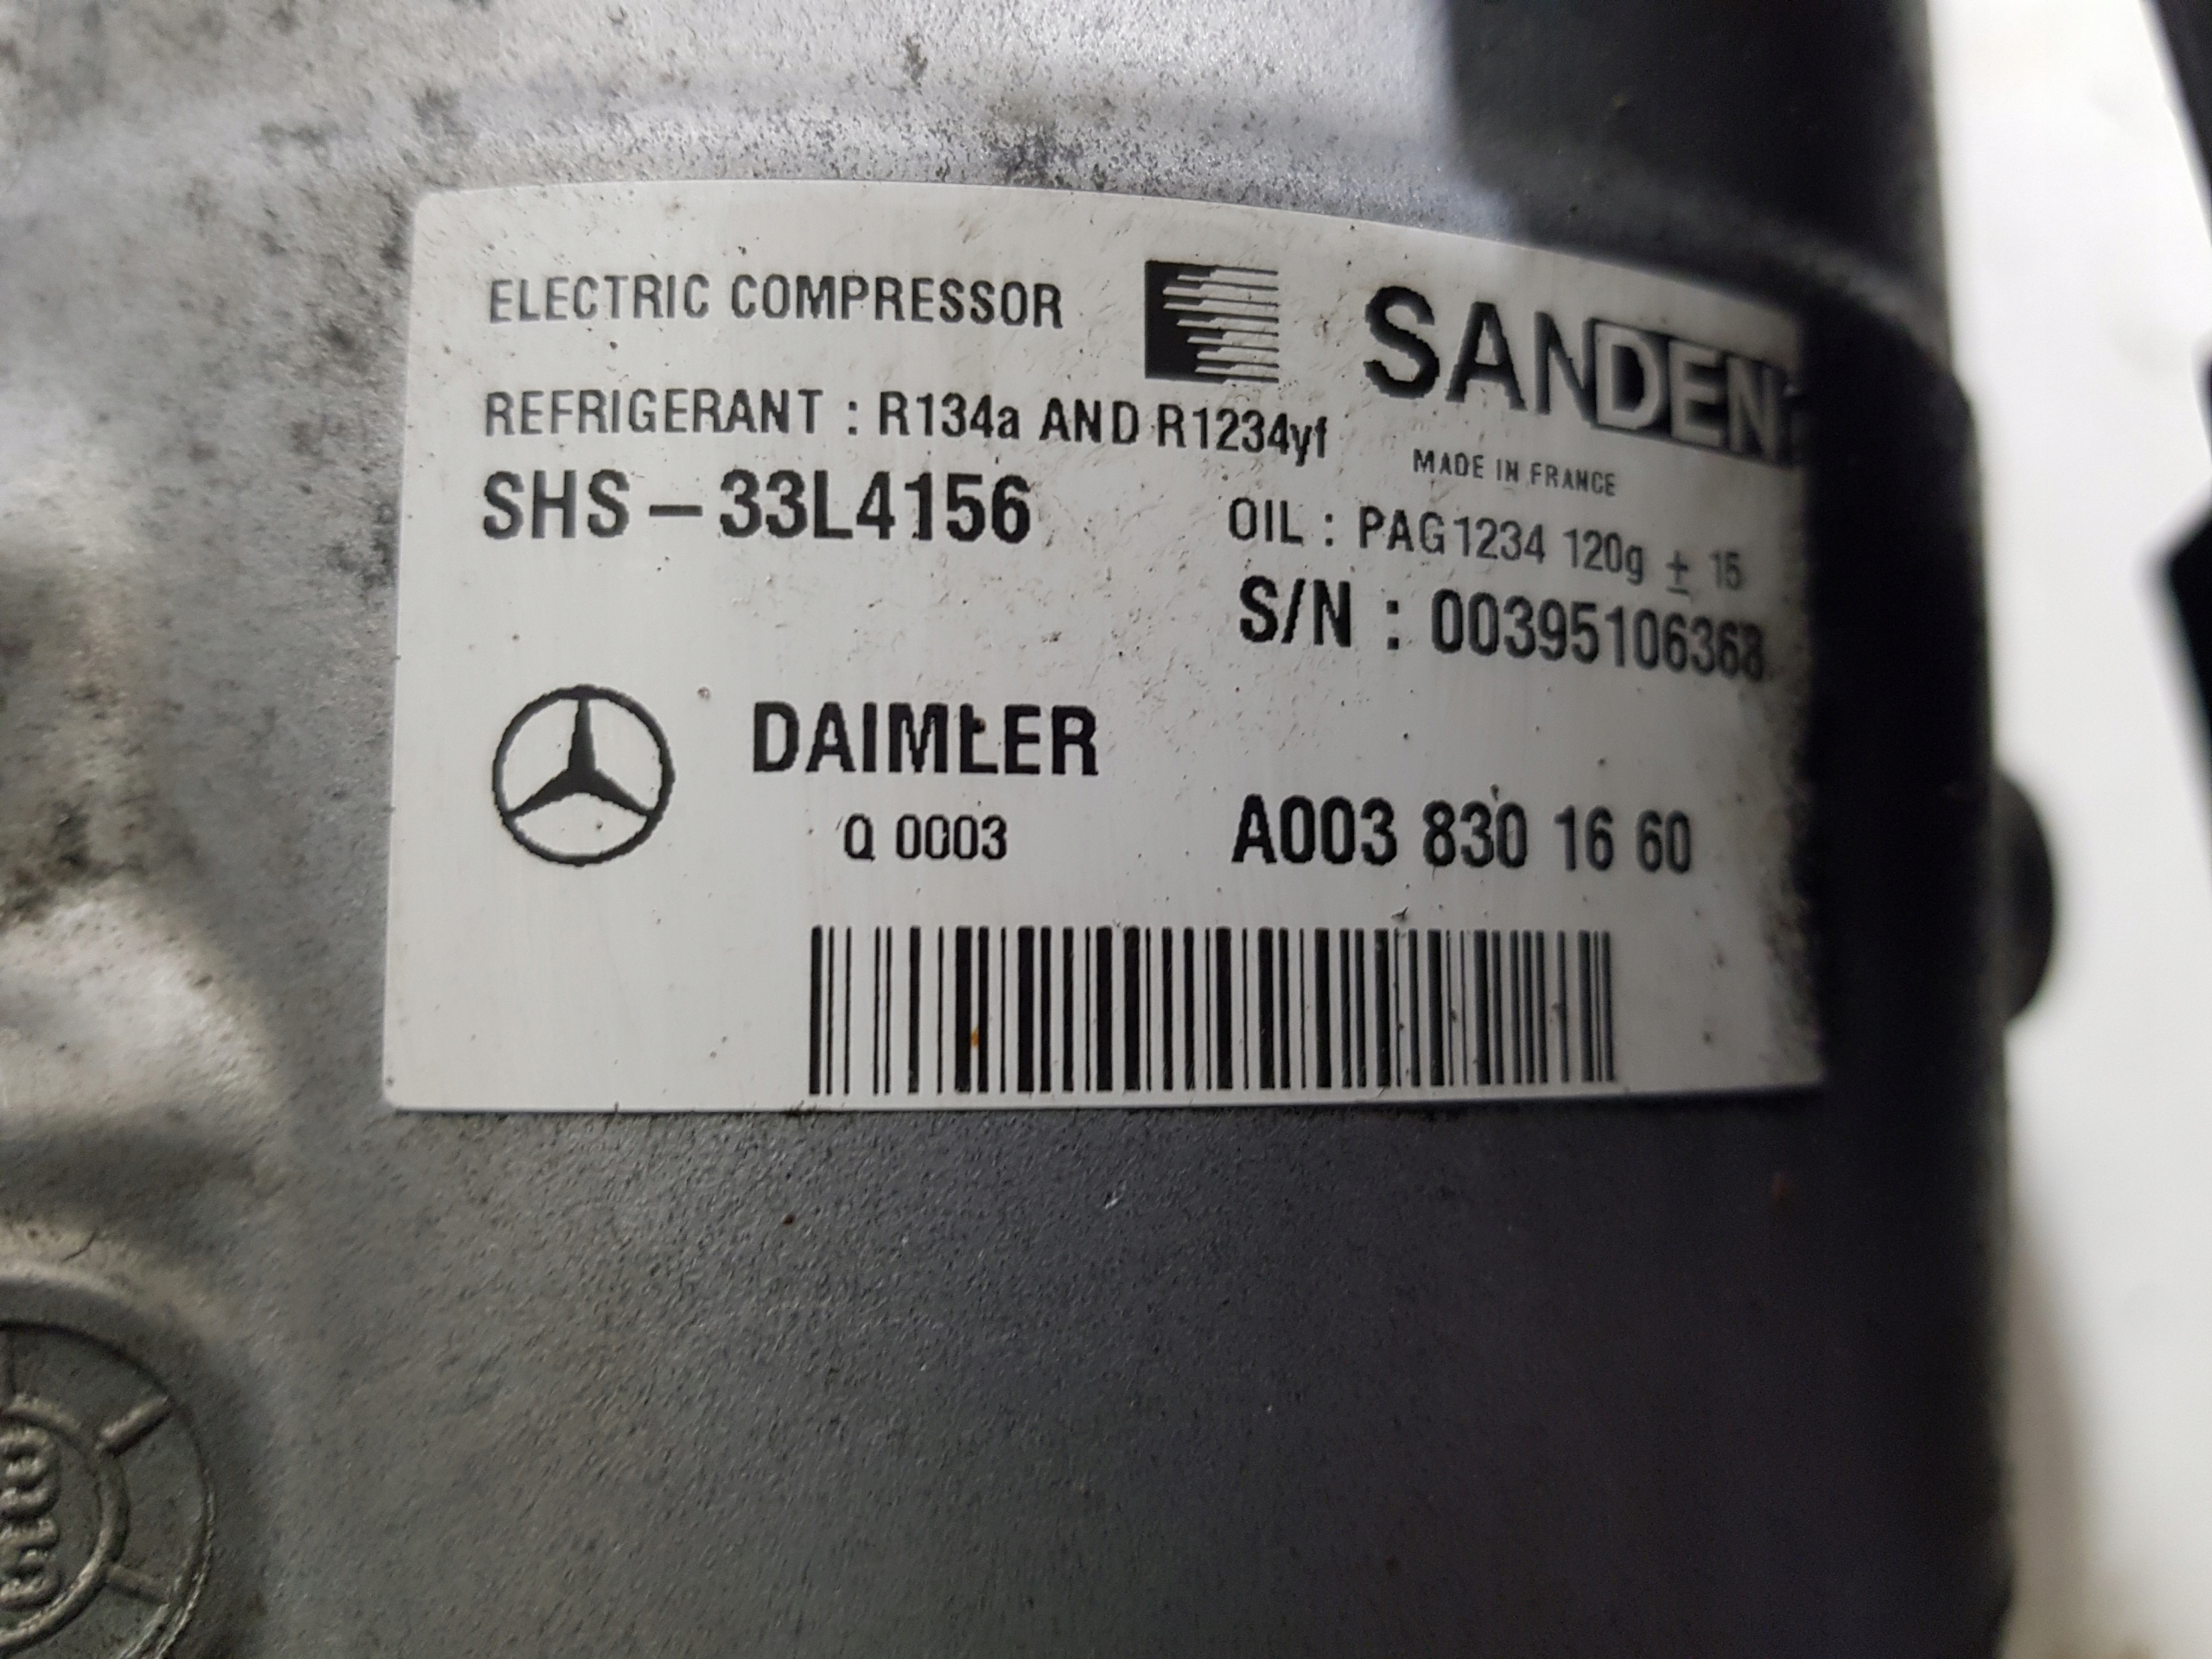 ELECTRIC COMPRESSOR
SANDEN
REFRIGERANT : R134a AND R1234yf
MADE IN FRANCE
SHS – 33L4156
OIL : PAG1234 120g ± 15
S/N : 00395106368
DAIMLER
Q 0003
A003 830 16 60